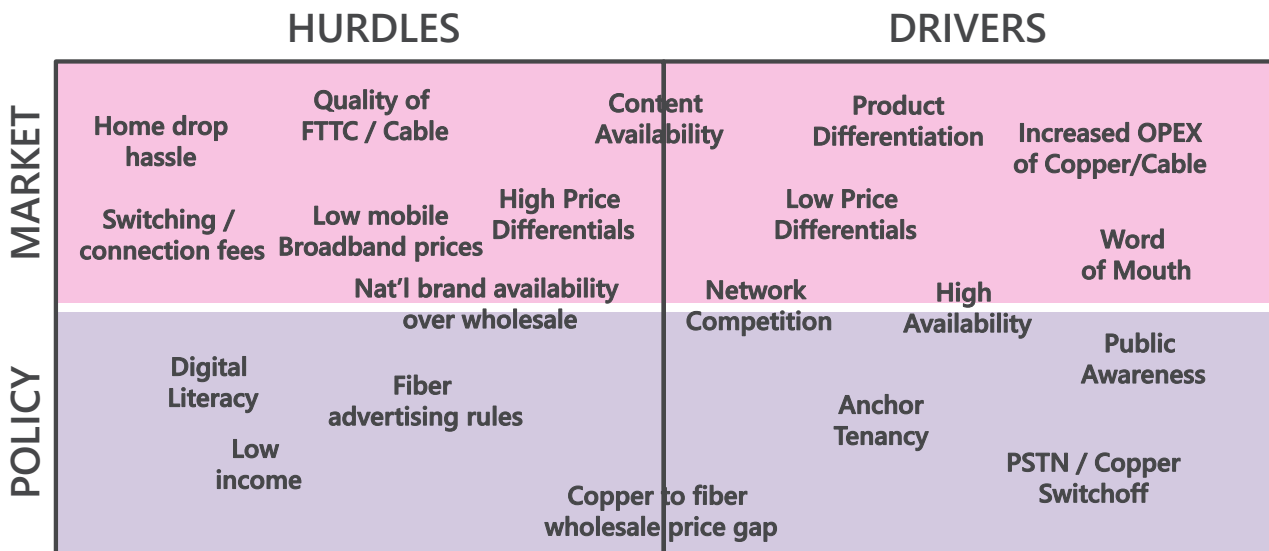 HURDLES
DRIVERS
MARKET
Home drop
hassle
Quality of
FTTC / Cable
Content
Availability
Product
Differentiation
Increased OPEX
of Copper/Cable
Switching /
connection fees
Low mobile
Broadband prices
High Price
Differentials
Low Price
Differentials
Word
of Mouth
Nat'l brand availability
over wholesale
Network
Competition
High
Availability
POLICY
Digital
Literacy
Fiber
advertising rules
Public
Awareness
Anchor
Tenancy
Low
income
PSTN / Copper
Switchoff
Copper to fiber
wholesale price gap